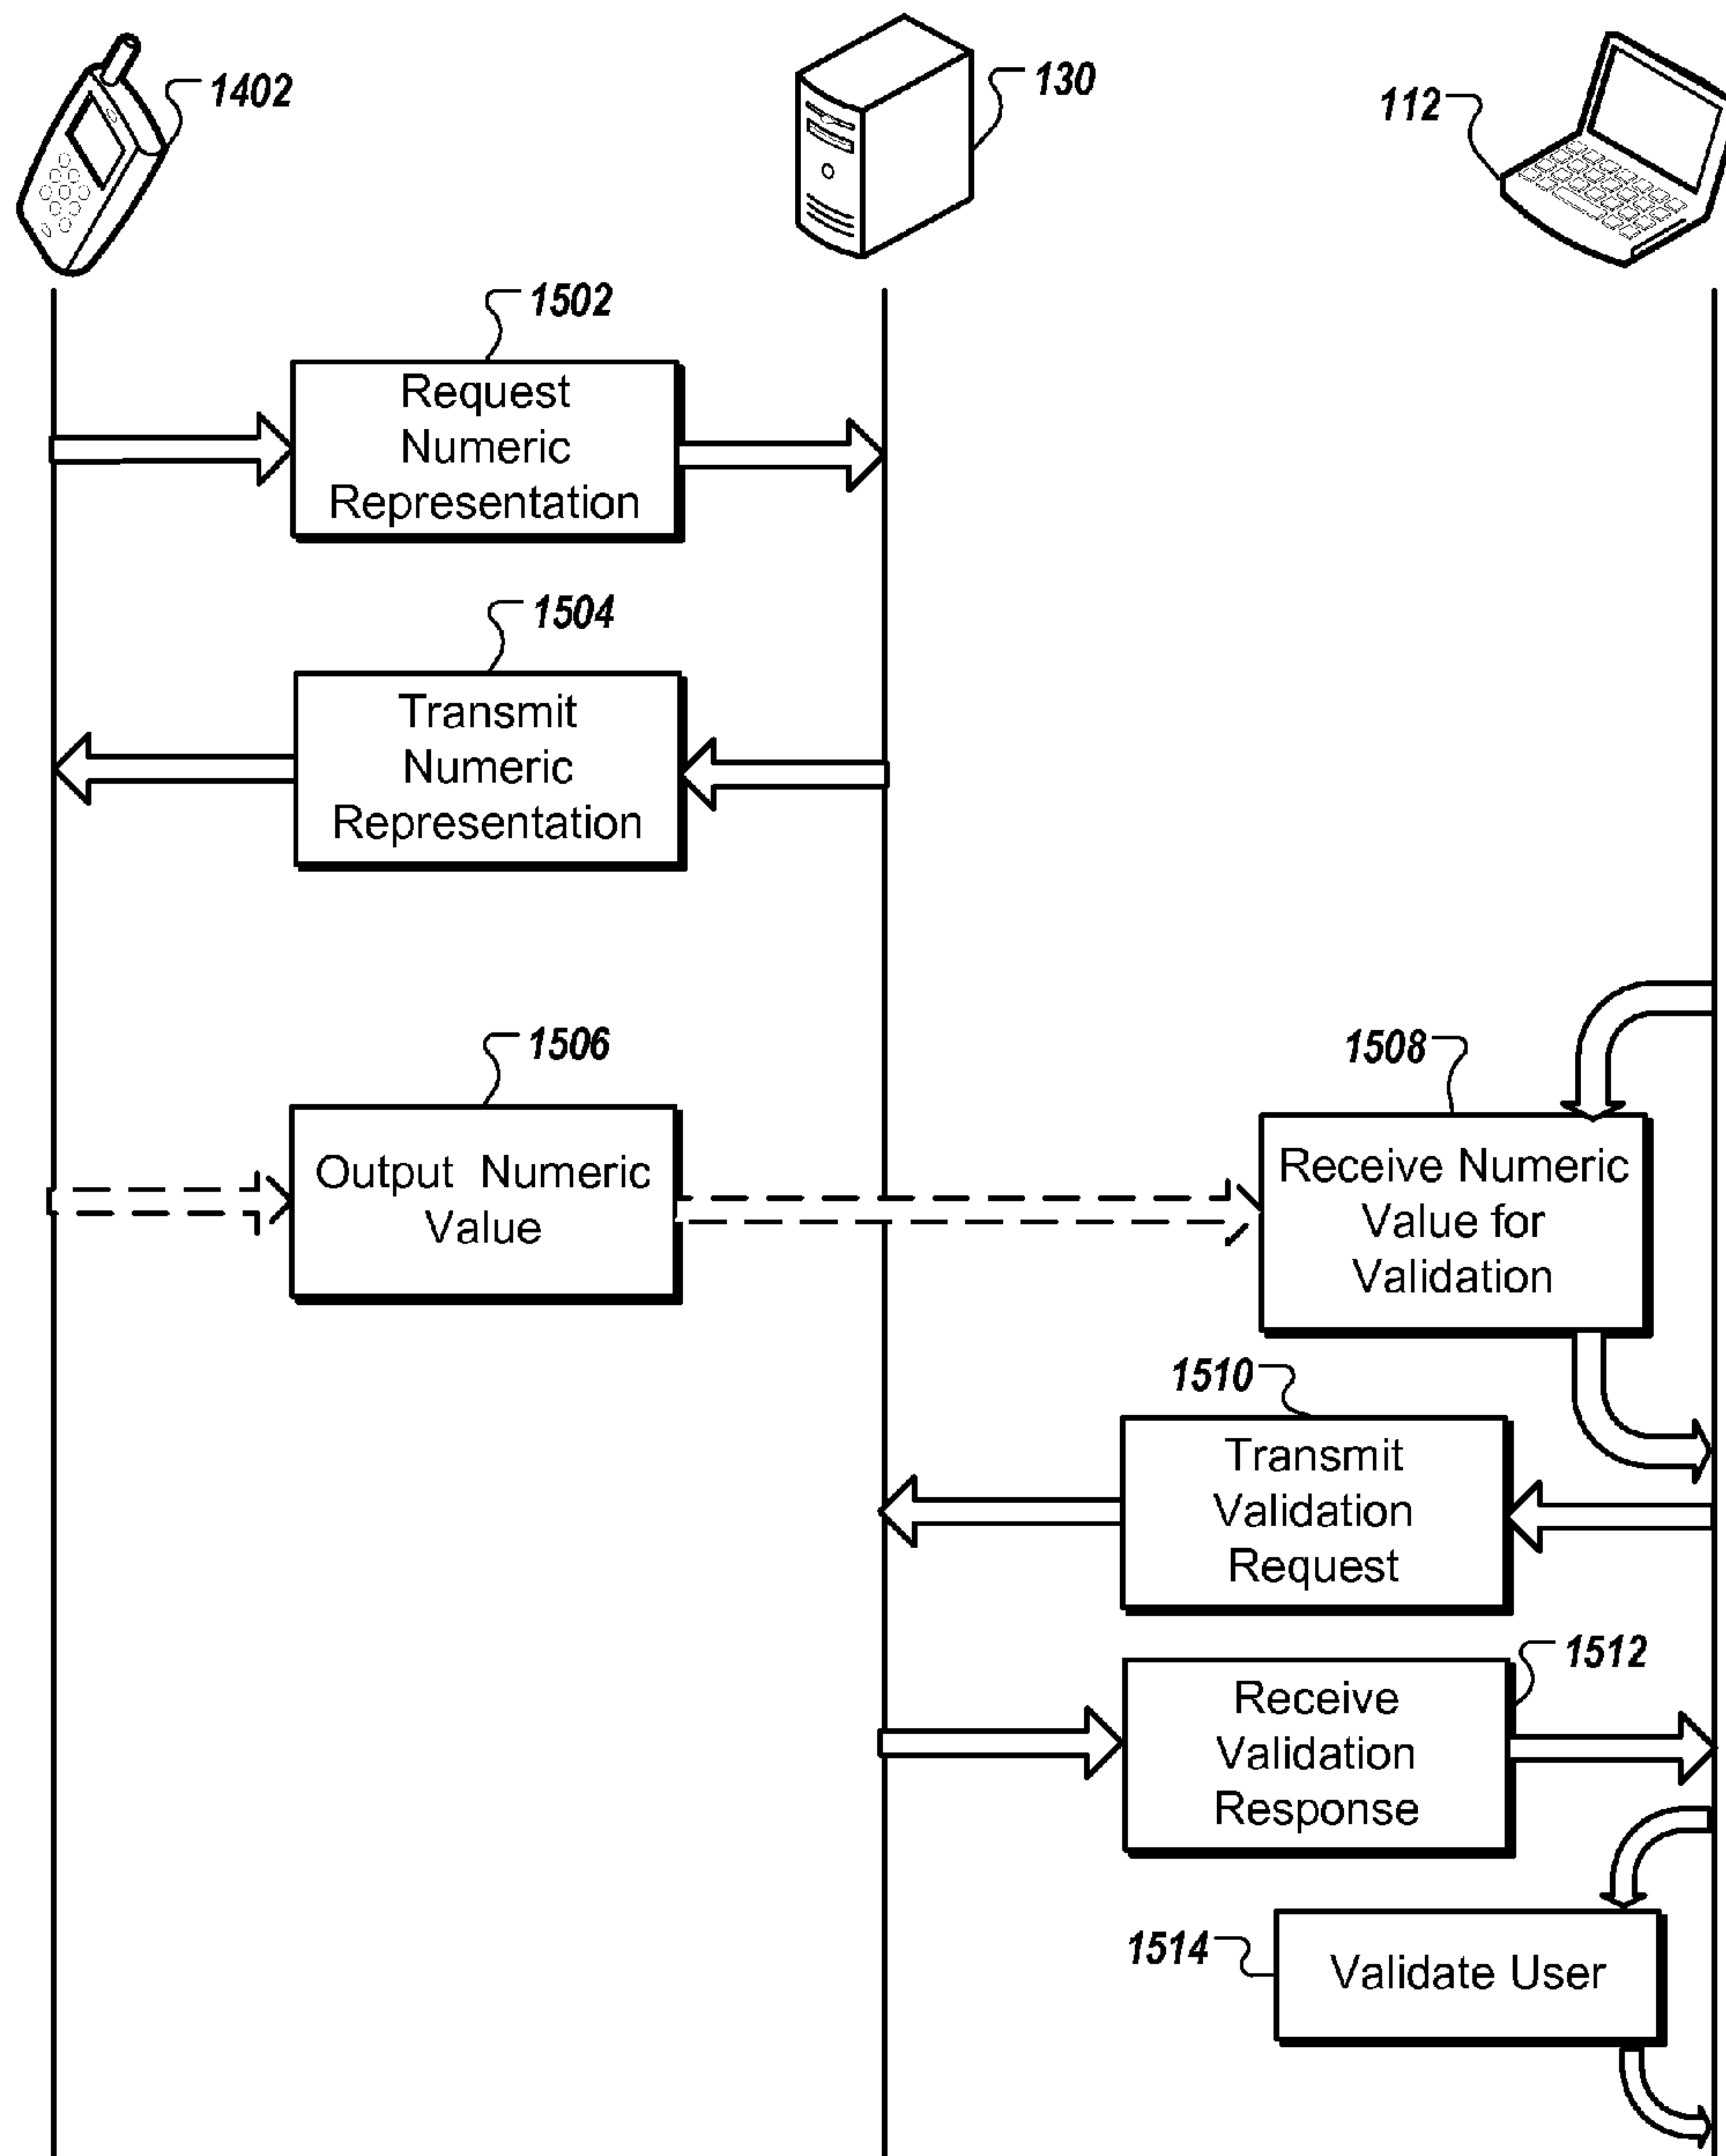 1402
130
112
1502
Request
Numeric
Representation
1504
Transmit
Numeric
Representation
1506
Output Numeric
Value
1508
Receive Numeric
Value for
Validation
1510
Transmit
Validation
Request
1512
Receive
Validation
Response
1514
Validate User